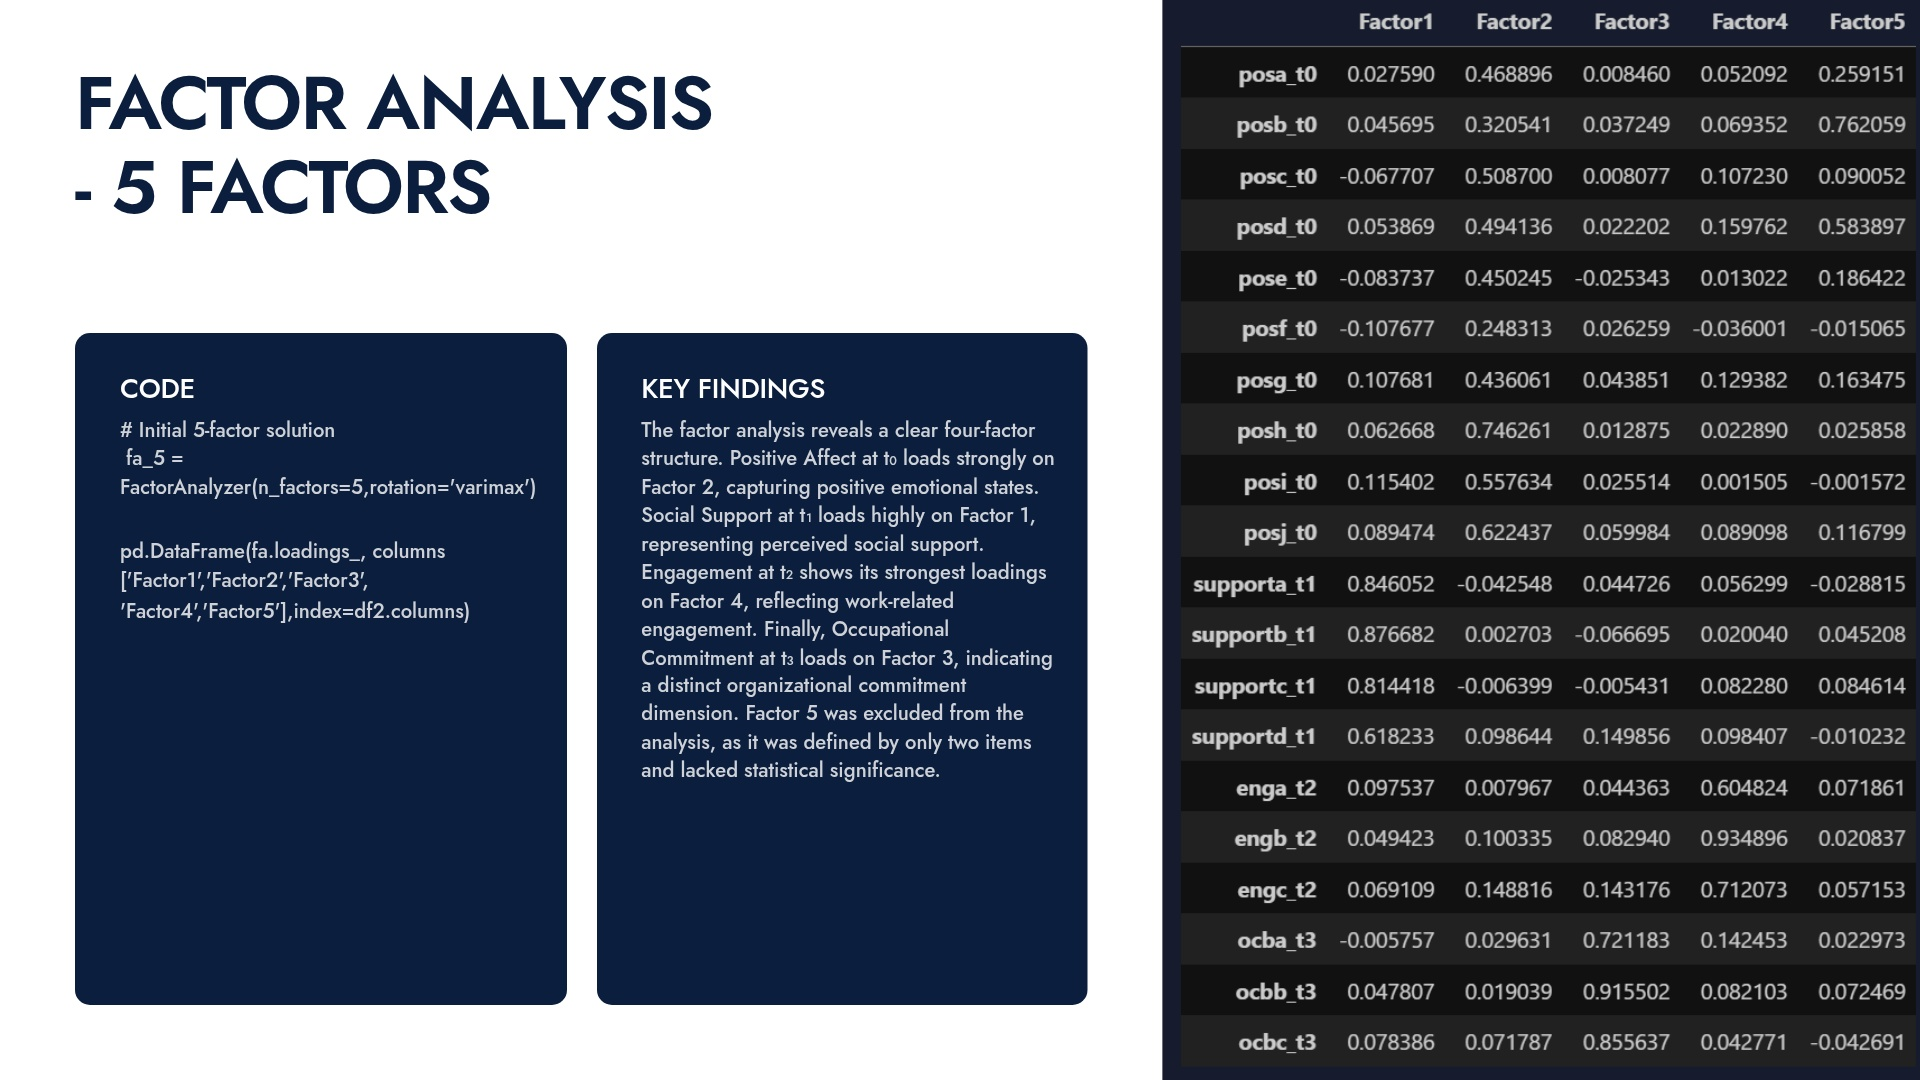 FACTOR ANALYSIS
- 5 FACTORS
CODE
# Initial 5-factor solution
fa_5 =
FactorAnalyzer(n_factors=5,rotation='varimax')
pd.DataFrame(fa.loadings_, columns
['Factor1','Factor2','Factor3',
'Factor4','Factor5'],index=df2.columns)
KEY FINDINGS
The factor analysis reveals a clear four-factor
structure. Positive Affect at t₀ loads strongly on
Factor 2, capturing positive emotional states.
Social Support at t₁ loads highly on Factor 1,
representing perceived social support.
Engagement at t₂ shows its strongest loadings
on Factor 4, reflecting work-related
engagement. Finally, Occupational
Commitment at t₃ loads on Factor 3, indicating
a distinct organizational commitment
dimension. Factor 5 was excluded from the
analysis, as it was defined by only two items
and lacked statistical significance.
Factor1 Factor2 Factor3 Factor4 Factor5
posa_t0 0.027590 0.468896 0.008460 0.052092 0.259151
posb_t0 0.045695 0.320541 0.037249 0.069352 0.762059
posc_t0 -0.067707 0.508700 0.008077 0.107230 0.090052
posd_t0 0.053869 0.494136 0.022202 0.159762 0.583897
pose_t0 -0.083737 0.450245 -0.025343 0.013022 0.186422
posf_t0 -0.107677 0.248313 0.026259 -0.036001 -0.015065
posg_t0 0.107681 0.436061 0.043851 0.129382 0.163475
posh_t0 0.062668 0.746261 0.012875 0.022890 0.025858
posi_t0 0.115402 0.557634 0.025514 0.001505 -0.001572
posj_t0 0.089474 0.622437 0.059984 0.089098 0.116799
supporta_t1 0.846052 -0.042548 0.044726 0.056299 -0.028815
supportb_t1 0.876682 0.002703 -0.066695 0.020040 0.045208
supportc_t1 0.814418 -0.006399 -0.005431 0.082280 0.084614
supportd_t1 0.618233 0.098644 0.149856 0.098407 -0.010232
enga_t2 0.097537 0.007967 0.044363 0.604824 0.071861
engb_t2 0.049423 0.100335 0.082940 0.934896 0.020837
engc_t2 0.069109 0.148816 0.143176 0.712073 0.057153
ocba_t3 -0.005757 0.029631 0.721183 0.142453 0.022973
ocbb_t3 0.047807 0.019039 0.915502 0.082103 0.072469
ocbc_t3 0.078386 0.071787 0.855637 0.042771 -0.042691